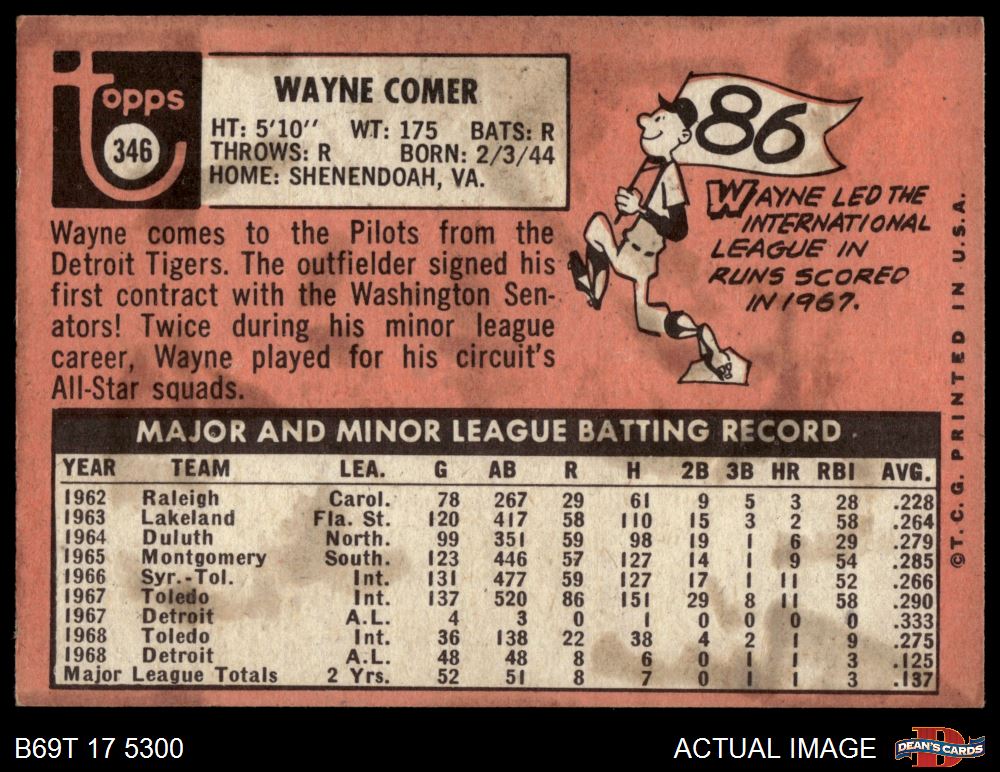 topps
346
WAYNE COMER
HT: 5'10'' WT: 175 BATS: R
THROWS: R BORN: 2/3/44
HOME: SHENENDOAH, VA.
Wayne comes to the Pilots from the
Detroit Tigers. The outfielder signed his
first contract with the Washington Sen-
ators! Twice during his minor league
career, Wayne played for his circuit's
All-Star squads.
86
WAYNE LED THE
INTERNATIONAL
LEAGUE IN
RUNS SCORED
IN 1967.
©T.C.G. PRINTED IN U.S.A.
MAJOR AND MINOR LEAGUE BATTING RECORD
YEAR TEAM LEA. G AB R H 2B 3B HR RBI AVG.
1962 Raleigh Carol. 78 267 29 61 9 5 3 28 .228
1963 Lakeland Fla. St. 120 417 58 110 15 3 2 58 .264
1964 Duluth North. 99 351 59 98 19 1 6 29 .279
1965 Montgomery South. 123 446 57 127 14 1 9 54 .285
1966 Syr.-Tol. Int. 131 477 59 127 17 1 11 52 .266
1967 Toledo Int. 137 520 86 151 29 8 11 58 .290
1967 Detroit A.L. 4 3 0 1 0 0 0 0 .333
1968 Toledo Int. 36 138 22 38 4 2 1 9 .275
1968 Detroit A.L. 48 48 8 6 0 1 1 3 .125
Major League Totals 2 Yrs. 52 51 8 7 0 1 1 3 .137
B69T 17 5300
ACTUAL IMAGE
DEAN'S CARDS